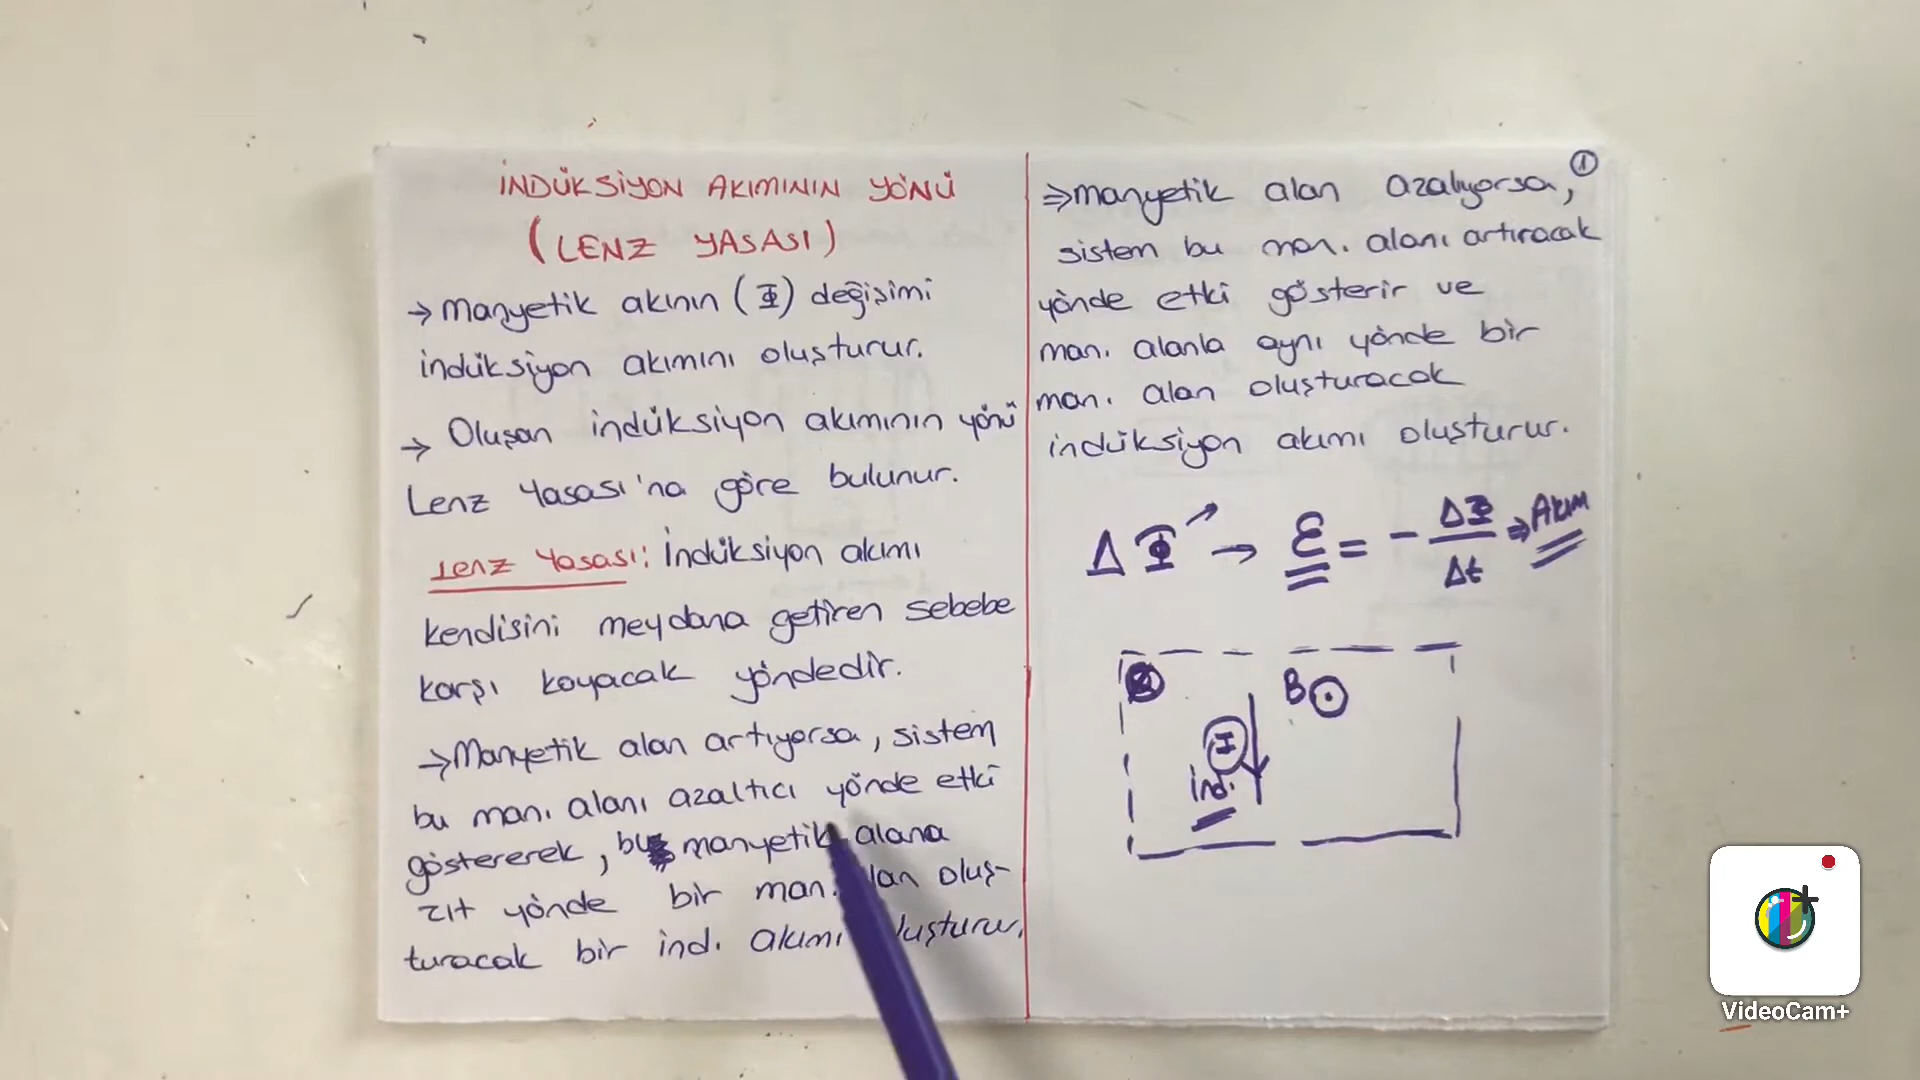 İNDÜKSİYON AKIMININ YÖNÜ
(LENZ YASASI)
→ Manyetik akının (Φ) değişimi
indüksiyon akımını oluşturur.
→ Oluşan indüksiyon akımının yönü
Lenz Yasası'na göre bulunur.
Lenz Yasası: İndüksiyon akımı
kendisini meydana getiren sebebe
karşı koyacak yöndedir.
→ Manyetik alan artıyorsa, sistem
bu man. alanı azaltıcı yönde etki
göstererek, bu manyetik alana
zıt yönde bir man. alan oluş-
turacak bir ind. akımı oluşturur.
①
⇒ manyetik alan azalıyorsa,
sistem bu man. alanı artıracak
yönde etki gösterir ve
man. alanla aynı yönde bir
man. alan oluşturacak
indüksiyon akımı oluşturur.
ΔΦ → ε = - ΔΦ/Δt ⇒ Akım
B ⊙
I
ind.
VideoCam+